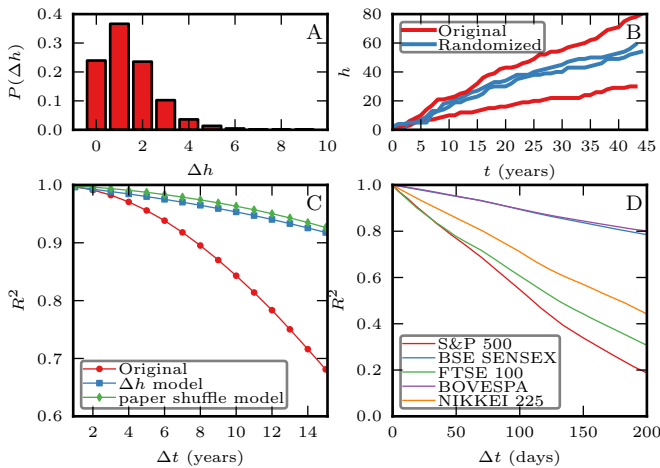 0.4
0.3
0.2
0.1
0.0
P(Δh)
A
0 2 4 6 8 10
Δh
80
60
40
20
0
h
B
Original
Randomized
0 5 10 15 20 25 30 35 40 45
t (years)
1.0
0.9
0.8
0.7
0.6
R²
C
Original
Δh model
paper shuffle model
2 4 6 8 10 12 14
Δt (years)
1.0
0.8
0.6
0.4
0.2
0.0
R²
D
S&P 500
BSE SENSEX
FTSE 100
BOVESPA
NIKKEI 225
0 50 100 150 200
Δt (days)